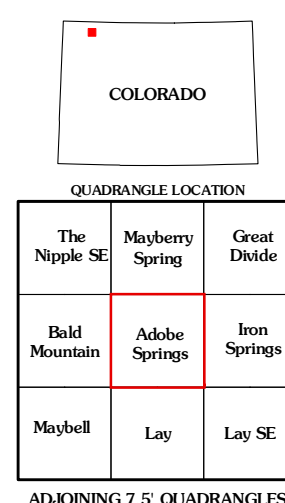 COLORADO
QUADRANGLE LOCATION
The Nipple SE
Mayberry Spring
Great Divide
Bald Mountain
Adobe Springs
Iron Springs
Maybell
Lay
Lay SE
ADJOINING 7.5' QUADRANGLES